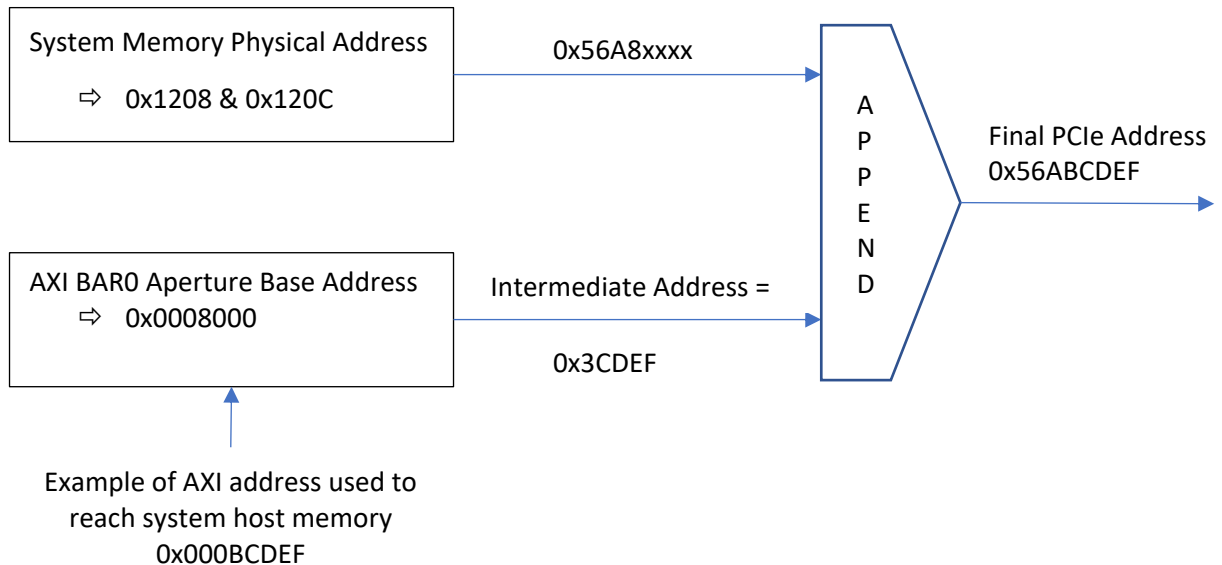 System Memory Physical Address
⇨ 0x1208 & 0x120C
0x56A8xxxx
A
P
P
E
N
D
Final PCIe Address
0x56ABCDEF
AXI BAR0 Aperture Base Address
⇨ 0x0008000
Intermediate Address =
0x3CDEF
Example of AXI address used to
reach system host memory
0x000BCDEF